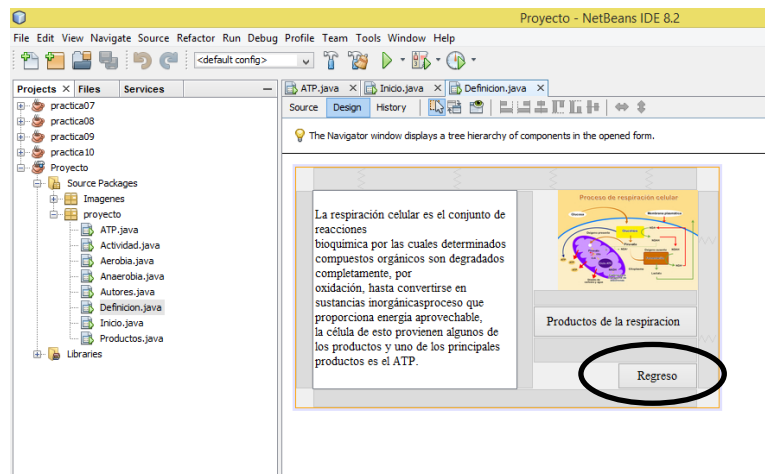 Proyecto - NetBeans IDE 8.2
File Edit View Navigate Source Refactor Run Debug Profile Team Tools Window Help
<default config>
Projects Files Services
practica07
practica08
practica09
practica10
Proyecto
Source Packages
Imagenes
proyecto
ATP.java
Actividad.java
Aerobia.java
Anaerobia.java
Autores.java
Definicion.java
Inicio.java
Productos.java
Libraries
ATP.java Inicio.java Definicion.java
Source Design History
The Navigator window displays a tree hierarchy of components in the opened form.
La respiración celular es el conjunto de
reacciones
bioquimica por las cuales determinados
compuestos orgánicos son degradados
completamente, por
oxidación, hasta convertirse en
sustancias inorgánicasproceso que
proporciona energía aprovechable,
la célula de esto provienen algunos de
los productos y uno de los principales
productos es el ATP.
Proceso de respiración celular
Productos de la respiracion
Regreso